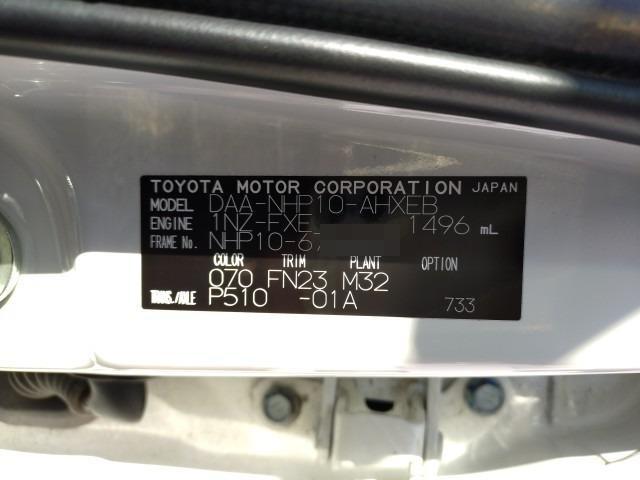 TOYOTA MOTOR CORPORATION JAPAN
MODEL DAA-NHP10-AHXEB
ENGINE 1NZ-FXE 1496 mL
FRAME No. NHP10-67
COLOR TRIM PLANT OPTION
070 FN23 M32
TRANS./AXLE P510 -01A 733